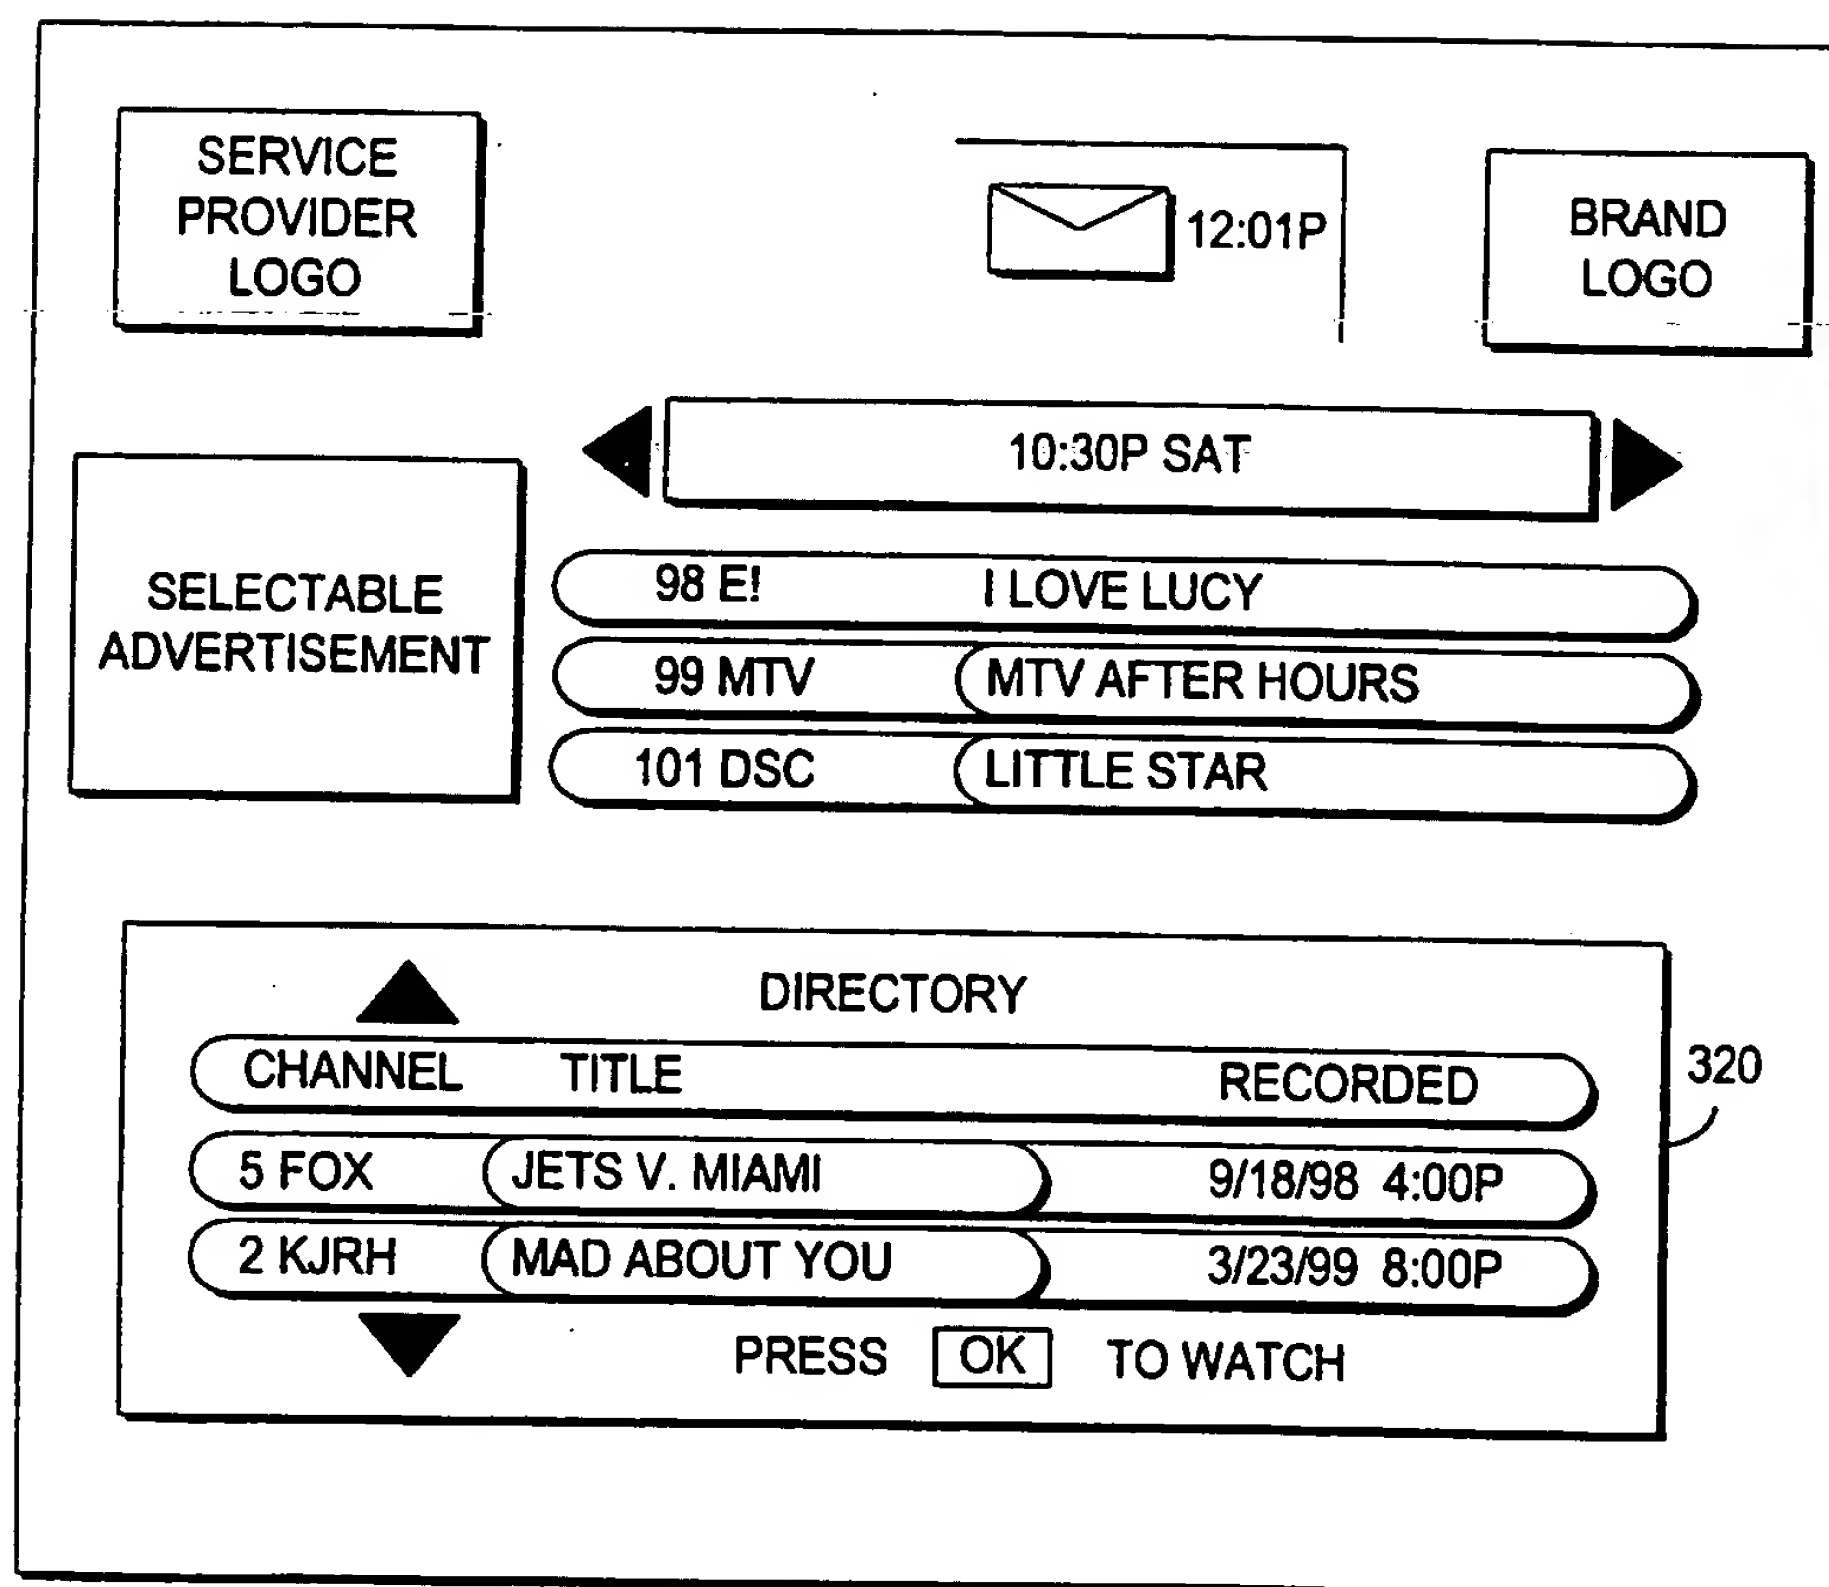 SERVICE
PROVIDER
LOGO
12:01P
BRAND
LOGO
10:30P SAT
SELECTABLE
ADVERTISEMENT
98 E! I LOVE LUCY
99 MTV MTV AFTER HOURS
101 DSC LITTLE STAR
DIRECTORY
CHANNEL TITLE RECORDED
5 FOX JETS V. MIAMI 9/18/98 4:00P
2 KJRH MAD ABOUT YOU 3/23/99 8:00P
PRESS OK TO WATCH
320